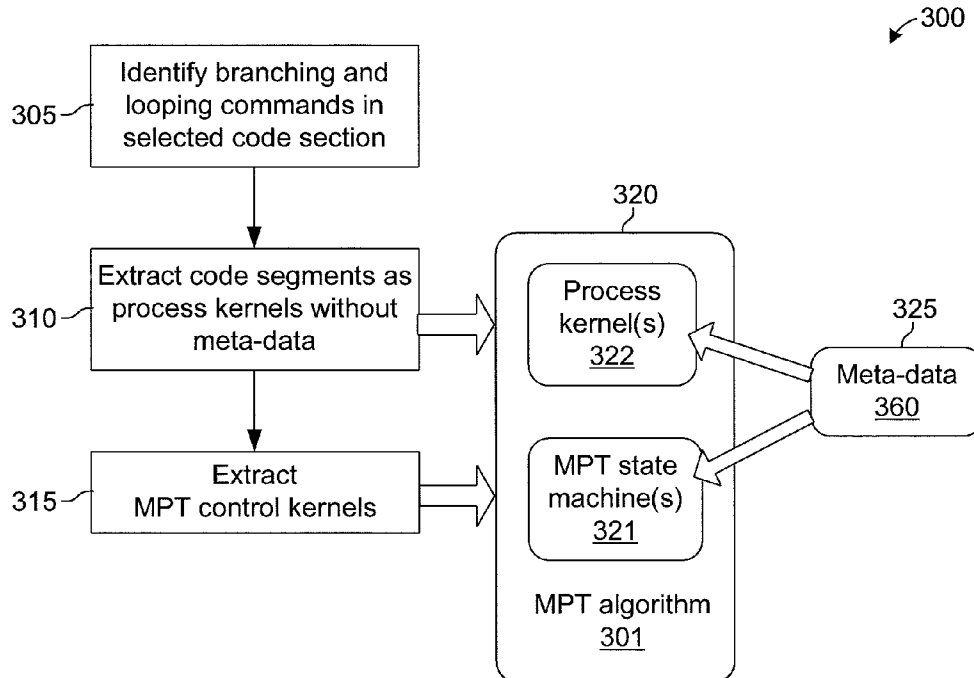 300
305
Identify branching and
looping commands in
selected code section
310
Extract code segments as
process kernels without
meta-data
315
Extract
MPT control kernels
320
Process
kernel(s)
322
MPT state
machine(s)
321
MPT algorithm
301
325
Meta-data
360